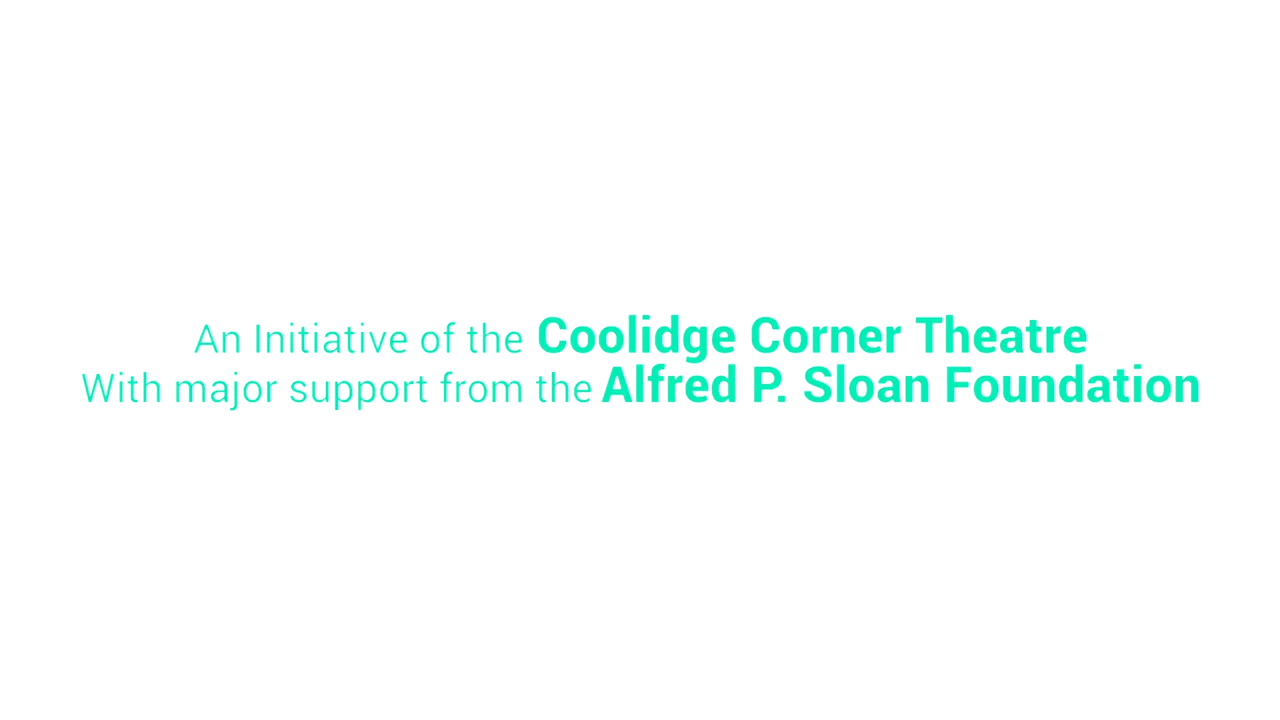 An Initiative of the Coolidge Corner Theatre
With major support from the Alfred P. Sloan Foundation